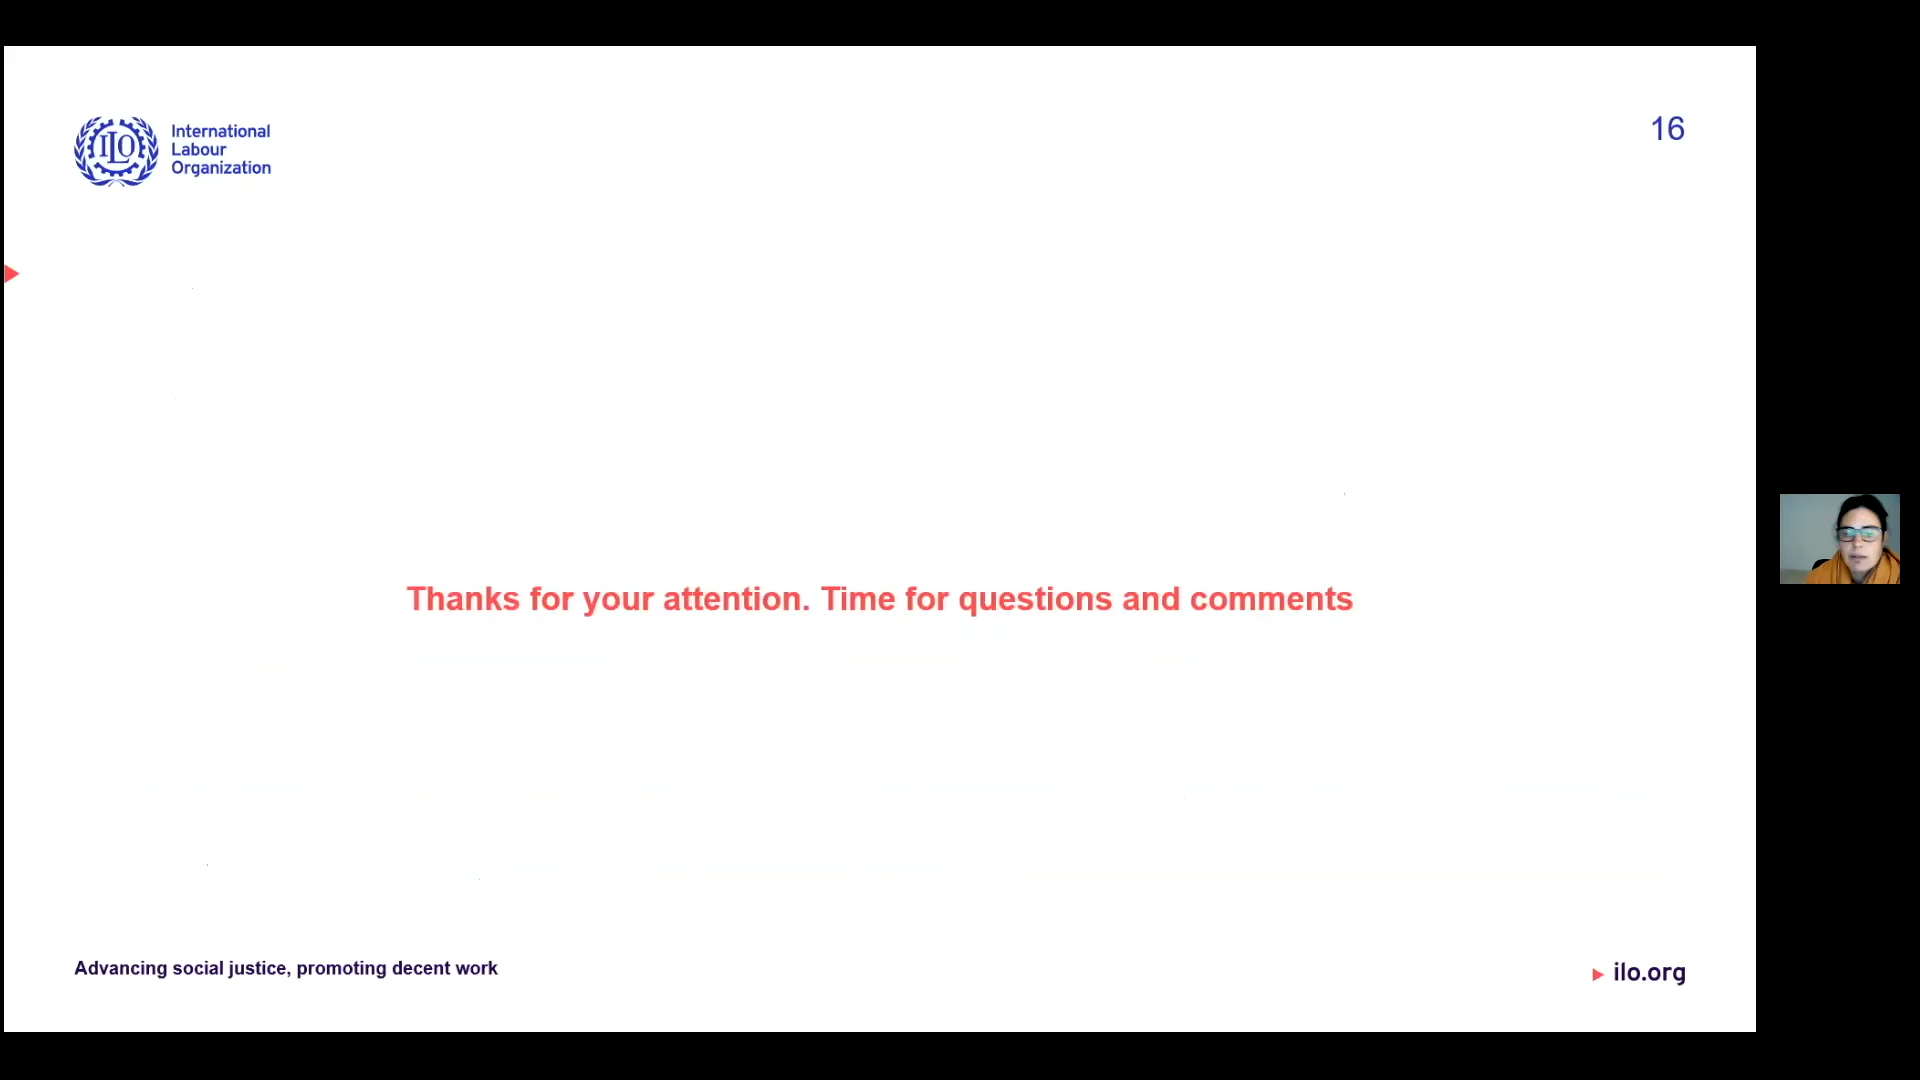 ILO
International
Labour
Organization
16
Thanks for your attention. Time for questions and comments
Advancing social justice, promoting decent work
ilo.org